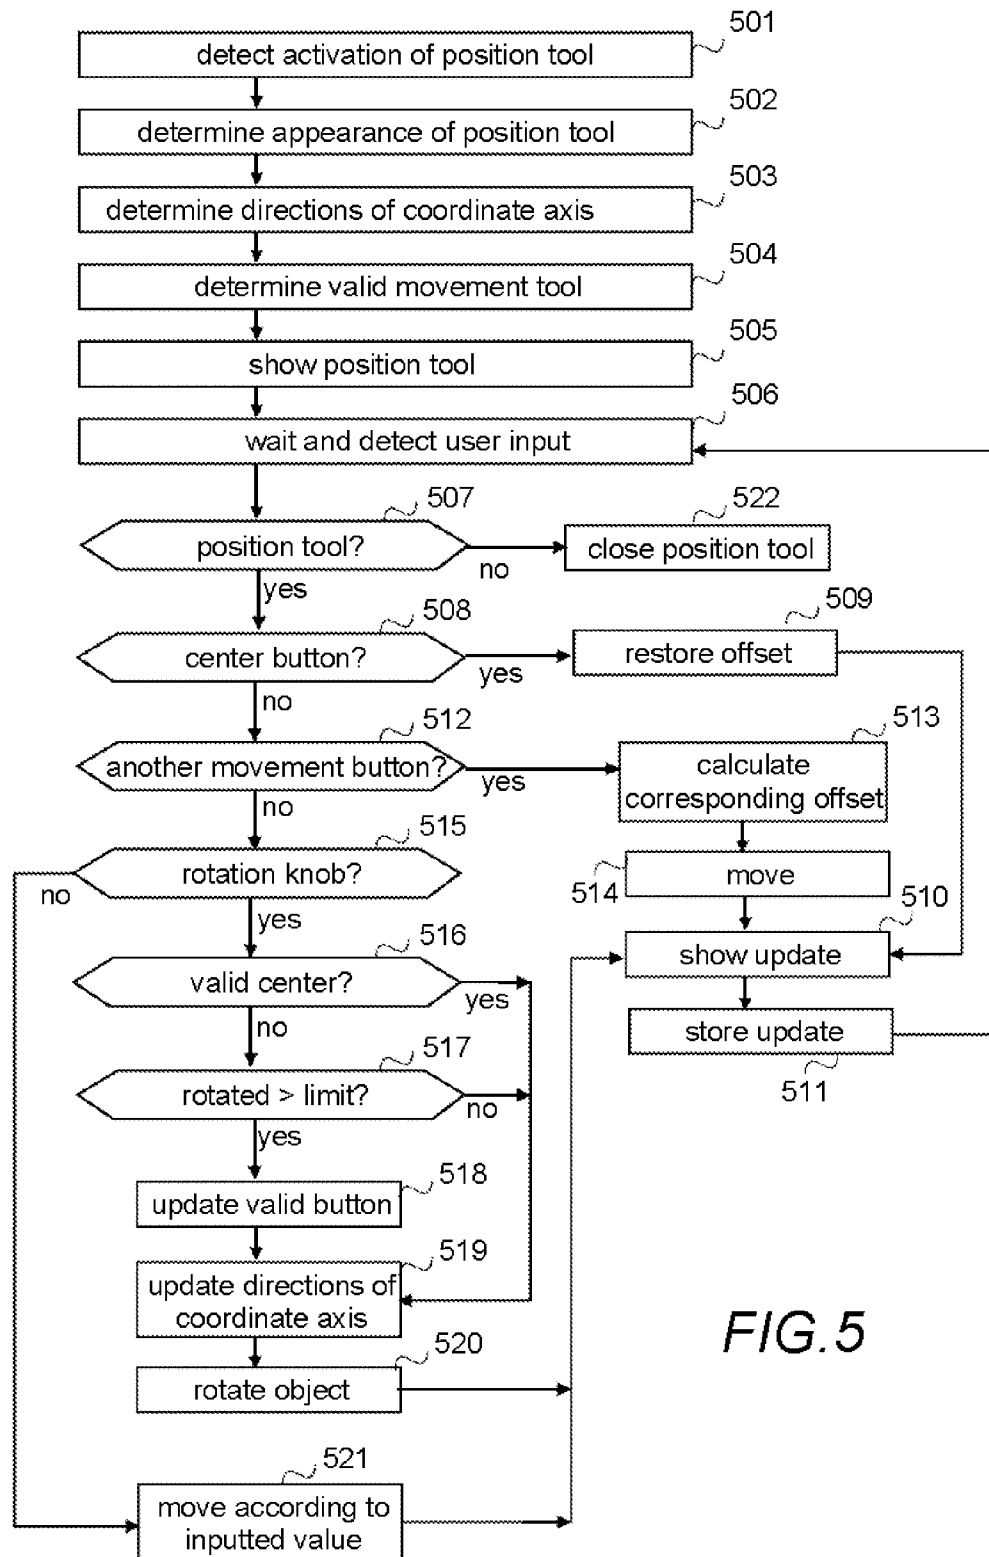 501
detect activation of position tool
502
determine appearance of position tool
503
determine directions of coordinate axis
504
determine valid movement tool
505
show position tool
506
wait and detect user input
507
position tool?
yes
no
522
close position tool
508
center button?
yes
no
509
restore offset
512
another movement button?
yes
no
513
calculate
corresponding offset
515
rotation knob?
no
yes
514
move
510
show update
516
valid center?
yes
no
store update
511
517
rotated > limit?
no
yes
518
update valid button
519
update directions of
coordinate axis
FIG.5
520
rotate object
521
move according to
inputted value